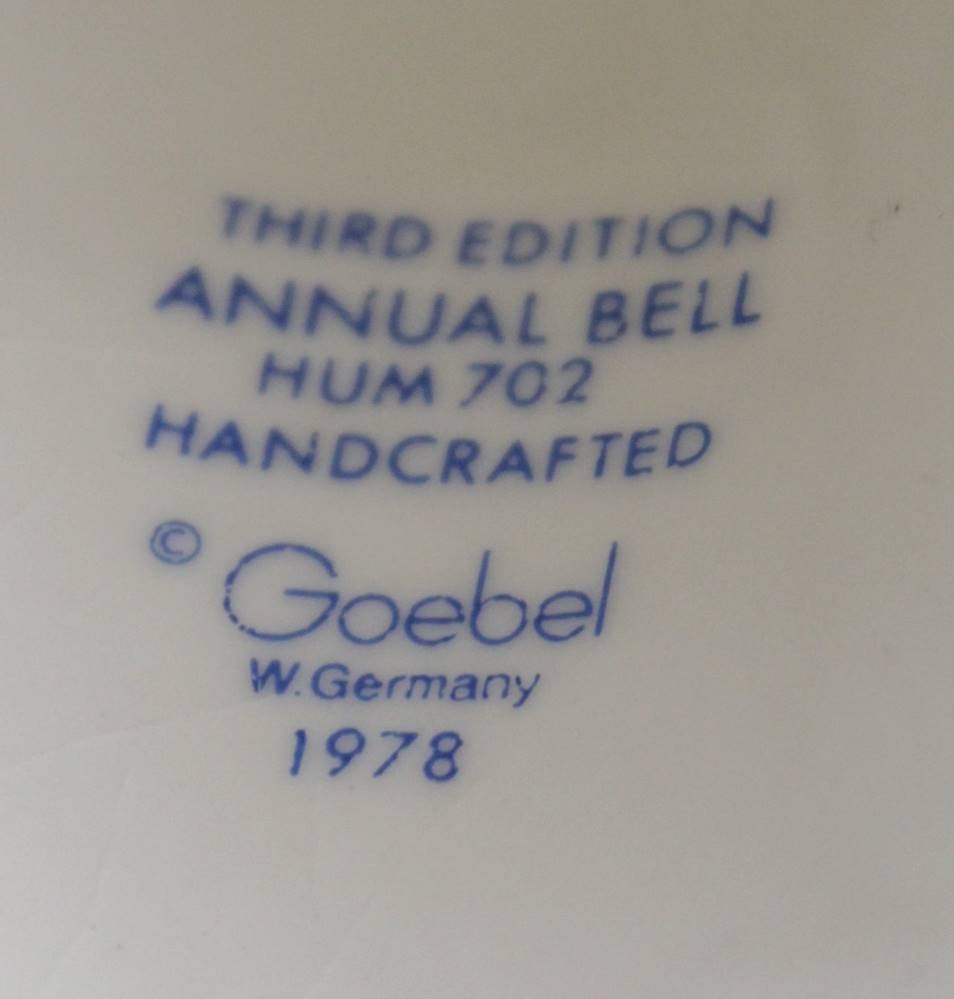 THIRD EDITION
ANNUAL BELL
HUM 702
HANDCRAFTED
© Goebel
W. Germany
1978